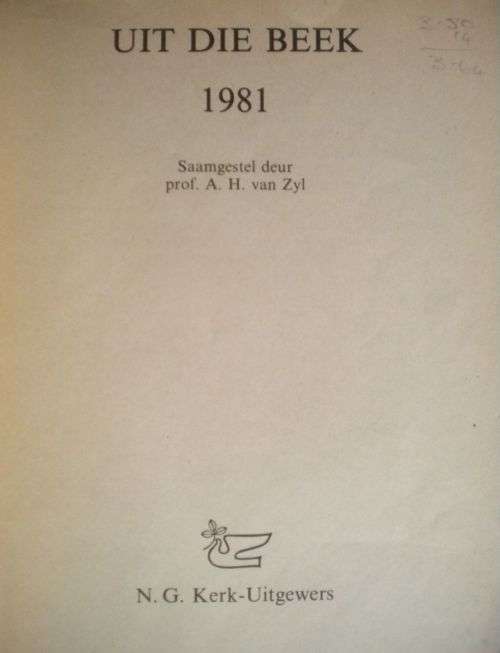 UIT DIE BEEK
1981
Saamgestel deur
prof. A. H. van Zyl
N. G. Kerk-Uitgewers